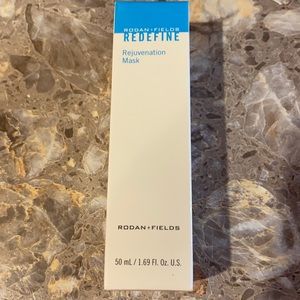 RODAN+FIELDS
REDEFINE
Rejuvenation
Mask
RODAN+FIELDS
50 mL / 1.69 Fl. Oz. U.S.